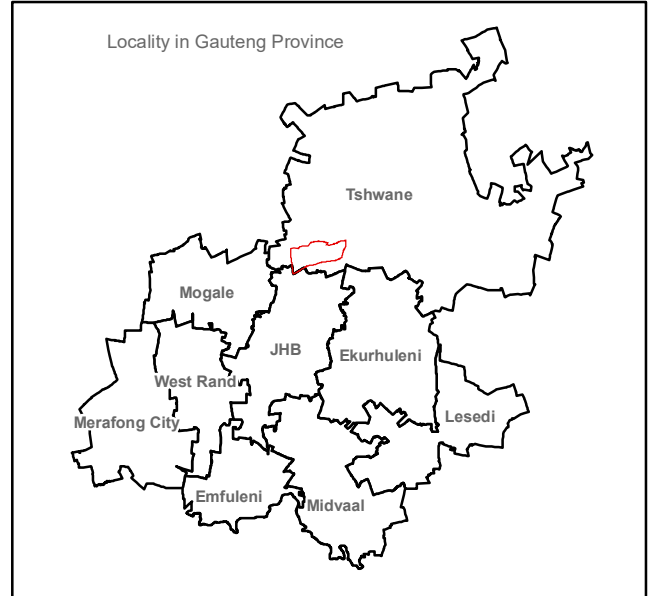 Locality in Gauteng Province
Tshwane
Mogale
JHB
Ekurhuleni
West Rand
Lesedi
Merafong City
Emfuleni
Midvaal